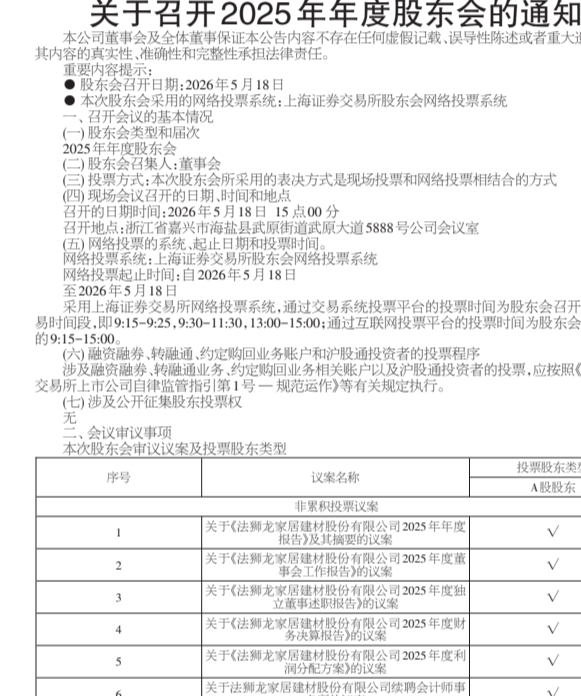 关于召开2025年年度股东会的通知
本公司董事会及全体董事保证本公告内容不存在任何虚假记载、误导性陈述或者重大遗
其内容的真实性、准确性和完整性承担法律责任。
重要内容提示：
● 股东会召开日期：2026年5月18日
● 本次股东会采用的网络投票系统：上海证券交易所股东会网络投票系统
一、召开会议的基本情况
(一) 股东会类型和届次
2025年年度股东会
(二) 股东会召集人：董事会
(三) 投票方式：本次股东会所采用的表决方式是现场投票和网络投票相结合的方式
(四) 现场会议召开的日期、时间和地点
召开的日期时间：2026年5月18日 15点00分
召开地点：浙江省嘉兴市海盐县武原街道武原大道5888号公司会议室
(五) 网络投票的系统、起止日期和投票时间。
网络投票系统：上海证券交易所股东会网络投票系统
网络投票起止时间：自2026年5月18日
至2026年5月18日
采用上海证券交易所网络投票系统，通过交易系统投票平台的投票时间为股东会召开
易时间段，即9:15-9:25,9:30-11:30,13:00-15:00；通过互联网投票平台的投票时间为股东会
的9:15-15:00。
(六) 融资融券、转融通、约定购回业务账户和沪股通投资者的投票程序
涉及融资融券、转融通业务、约定购回业务相关账户以及沪股通投资者的投票，应按照《
交易所上市公司自律监管指引第1号 — 规范运作》等有关规定执行。
(七) 涉及公开征集股东投票权
无
二、会议审议事项
本次股东会审议议案及投票股东类型
序号 议案名称 投票股东类型
A股股东
非累积投票议案
1 关于《法狮龙家居建材股份有限公司2025年年度 √
报告》及其摘要的议案
2 关于《法狮龙家居建材股份有限公司2025年度董 √
事会工作报告》的议案
3 关于《法狮龙家居建材股份有限公司2025年度独 √
立董事述职报告》的议案
4 关于《法狮龙家居建材股份有限公司2025年度财 √
务决算报告》的议案
5 关于《法狮龙家居建材股份有限公司2025年度利 √
润分配方案》的议案
6 关于法狮龙家居建材股份有限公司续聘会计师事 √